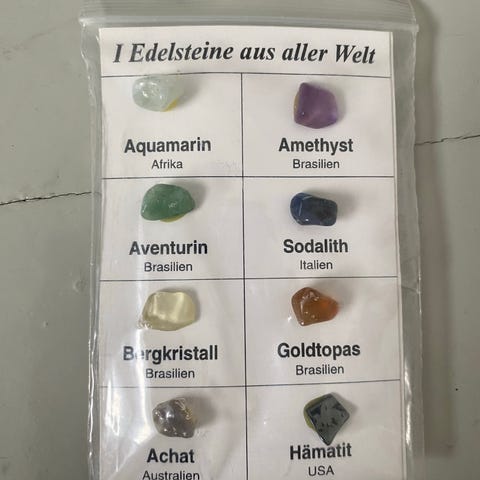 I Edelsteine aus aller Welt
Aquamarin
Afrika
Amethyst
Brasilien
Aventurin
Brasilien
Sodalith
Italien
Bergkristall
Brasilien
Goldtopas
Brasilien
Achat
Australien
Hämatit
USA